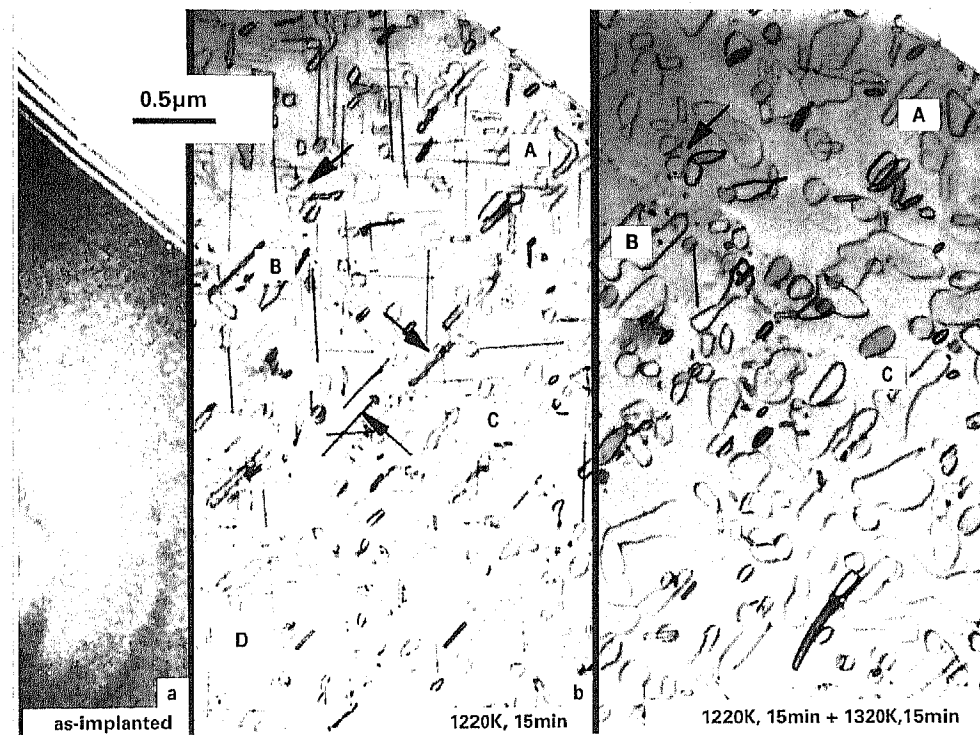 0.5µm
A
B
C
D
a
as-implanted
b
1220K, 15min
A
B
C
1220K, 15min + 1320K,15min